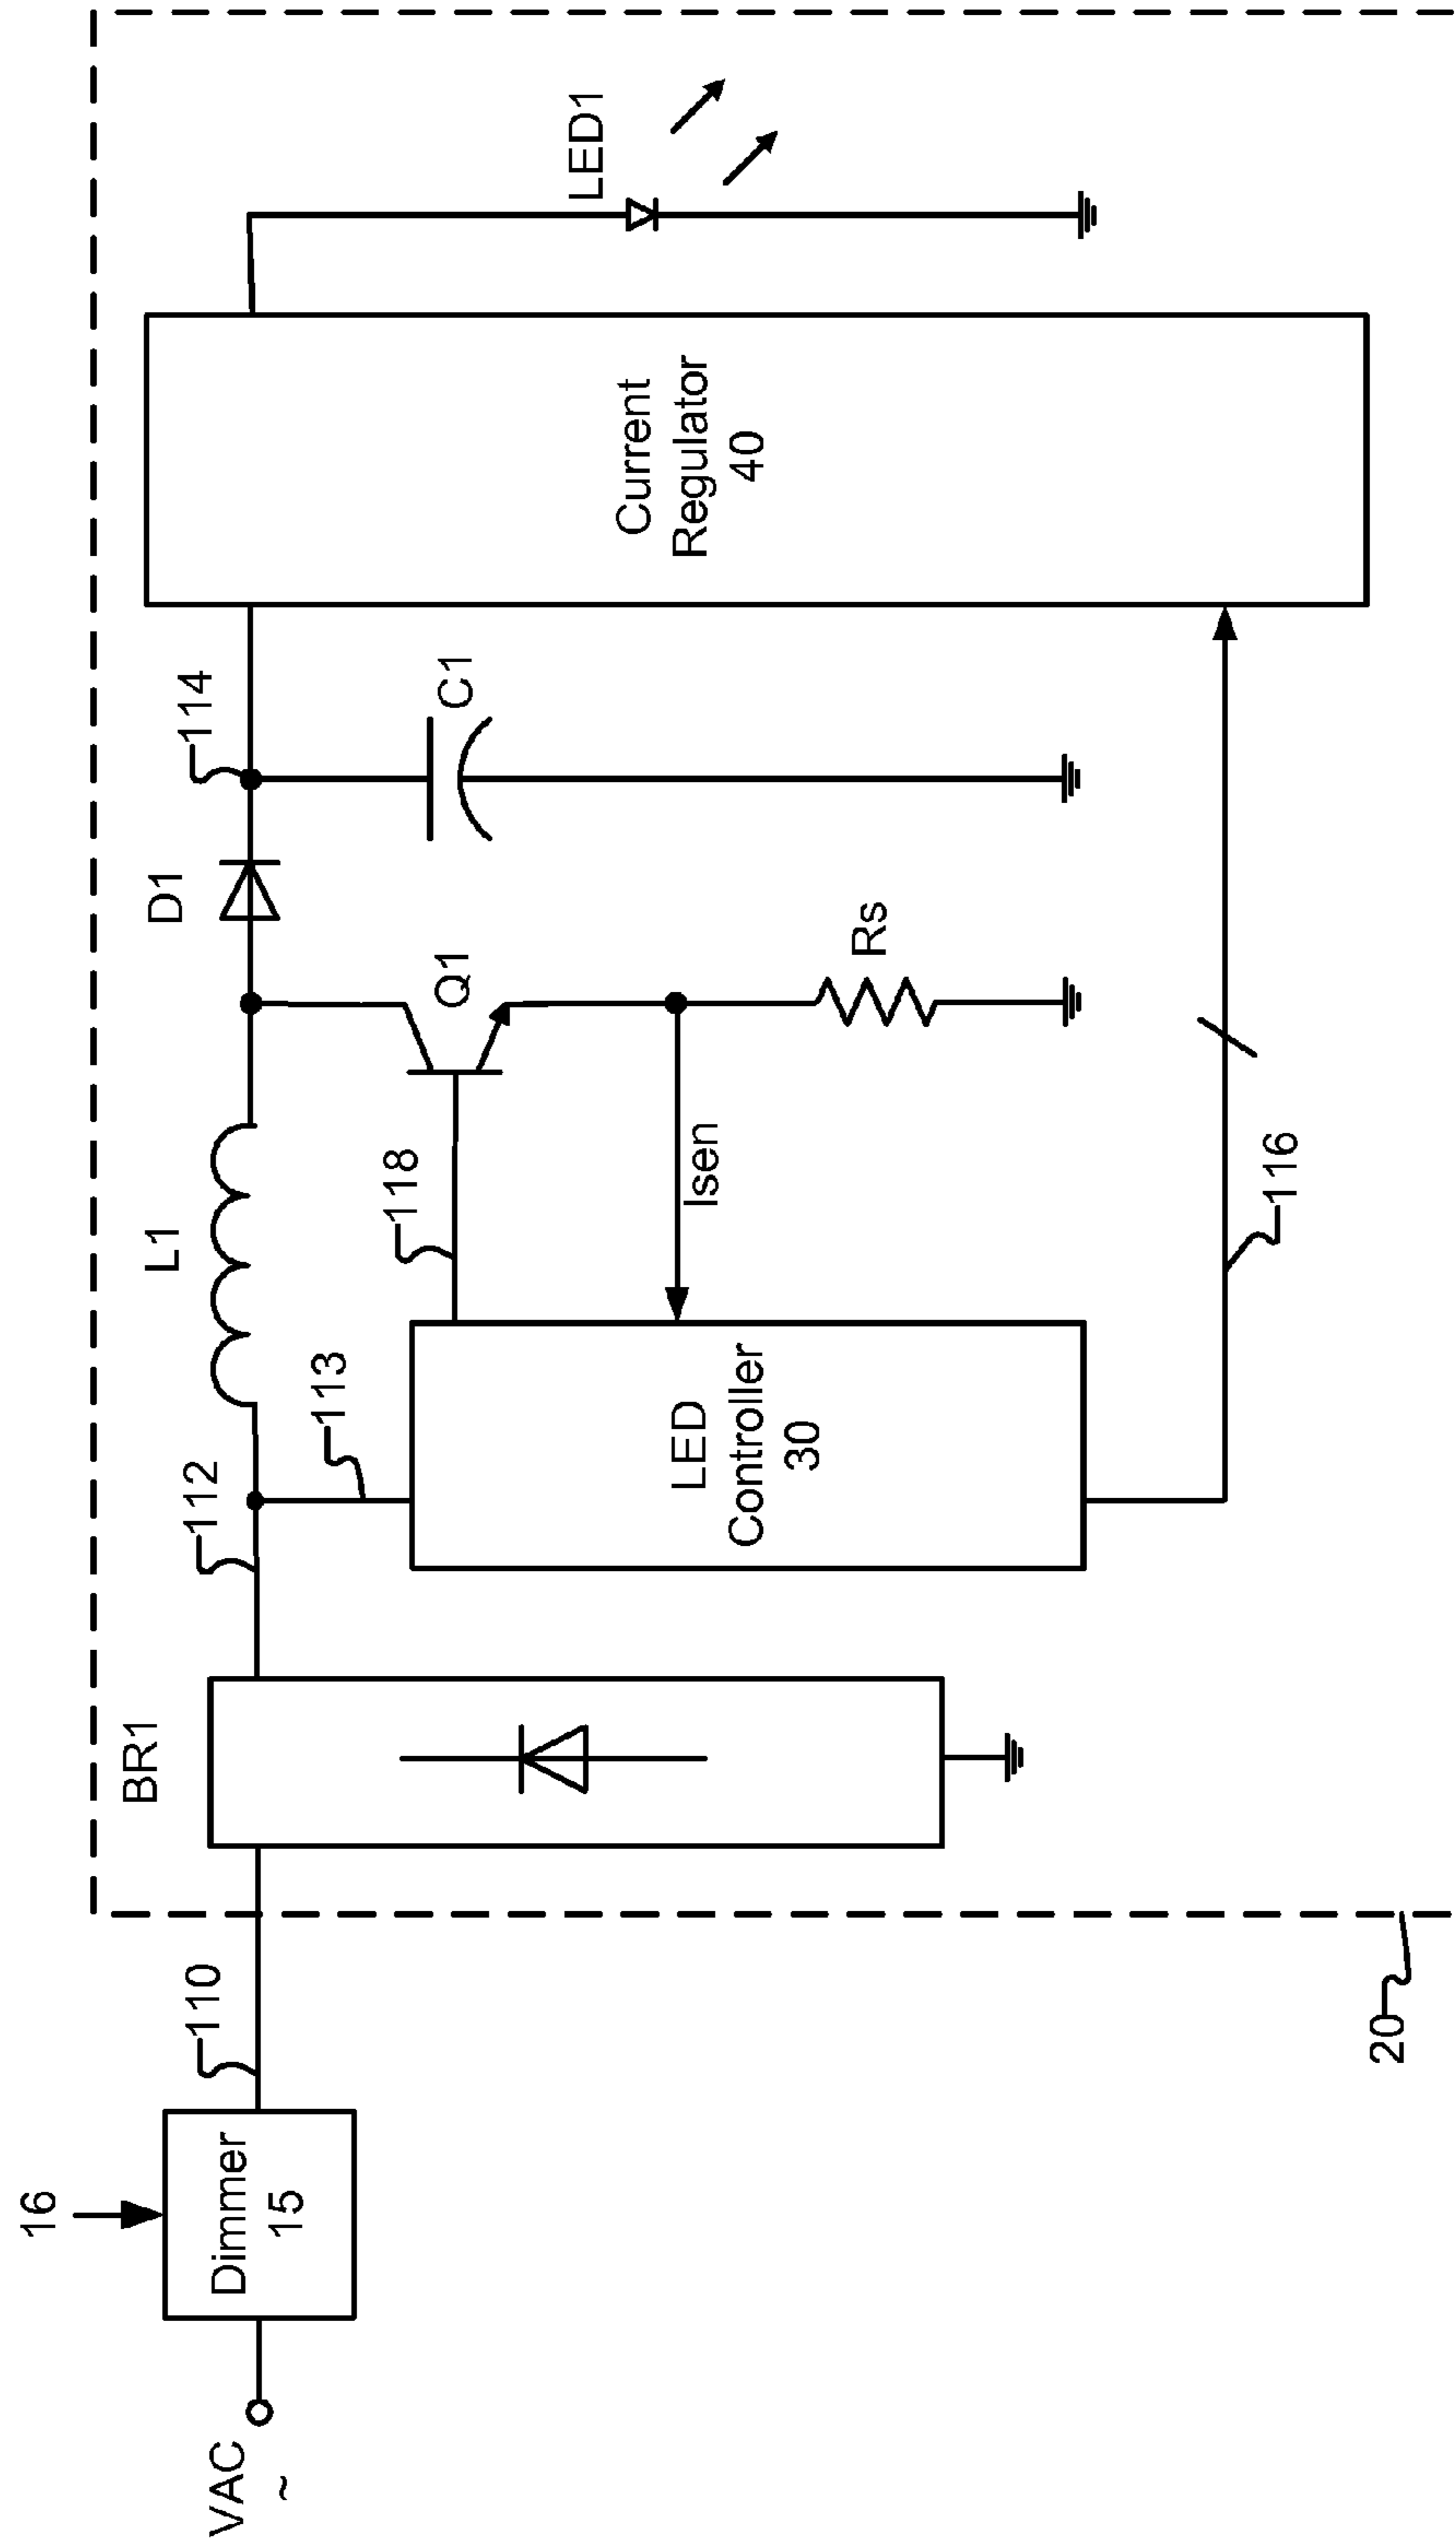 VAC
~
16
Dimmer
15
110
20
BR1
112
113
L1
LED
Controller
30
118
Isen
Q1
Rs
D1
114
C1
116
Current
Regulator
40
LED1